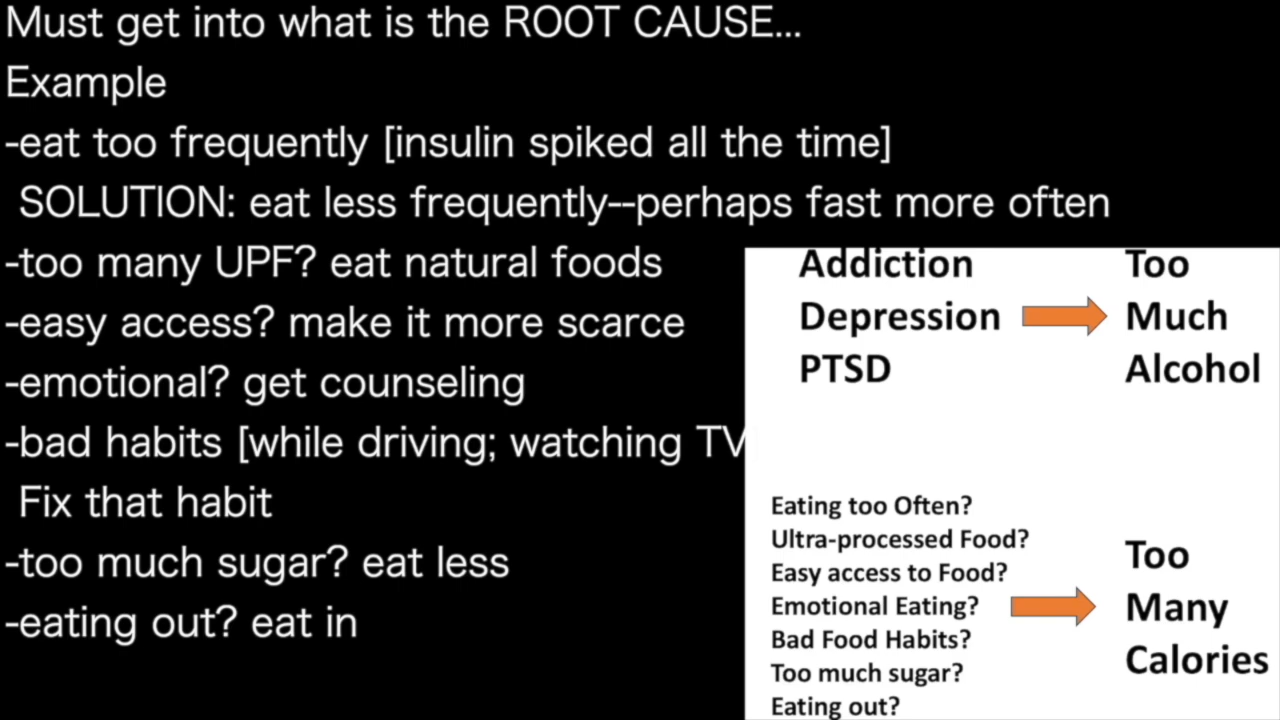 Must get into what is the ROOT CAUSE...
Example
-eat too frequently [insulin spiked all the time]
SOLUTION: eat less frequently--perhaps fast more often
-too many UPF? eat natural foods
-easy access? make it more scarce
-emotional? get counseling
-bad habits [while driving; watching TV
Fix that habit
-too much sugar? eat less
-eating out? eat in
Addiction
Depression
PTSD
Too
Much
Alcohol
Eating too Often?
Ultra-processed Food?
Easy access to Food?
Emotional Eating?
Bad Food Habits?
Too much sugar?
Eating out?
Too
Many
Calories